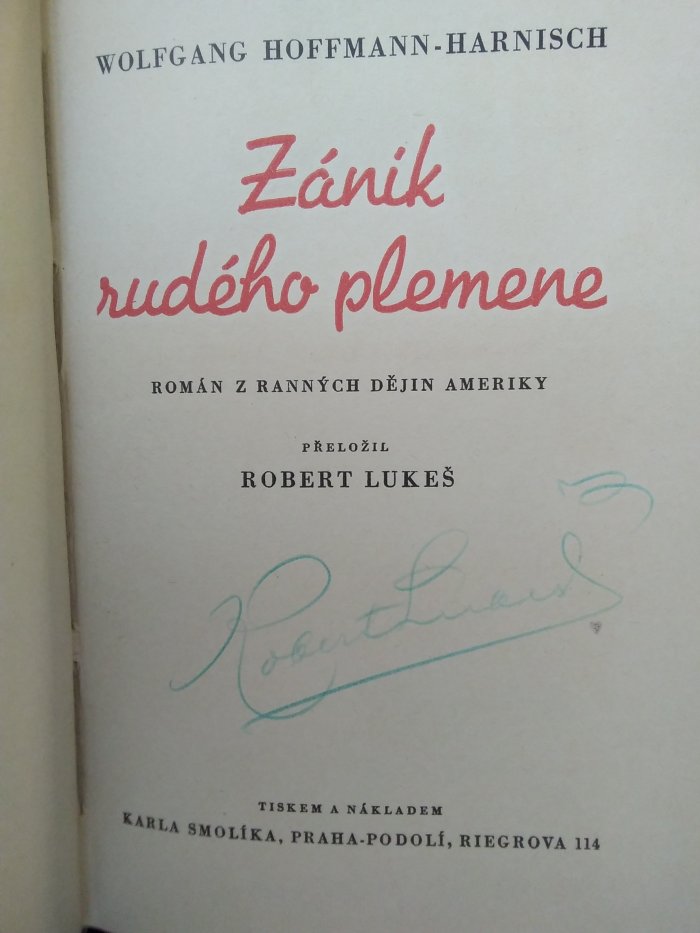 WOLFGANG HOFFMANN-HARNISCH
Zánik
rudého plemene
ROMÁN Z RANNÝCH DĚJIN AMERIKY
PŘELOŽIL
ROBERT LUKEŠ
Robert Lukeš
TISKEM A NÁKLADEM
KARLA SMOLÍKA, PRAHA-PODOLÍ, RIEGROVA 114